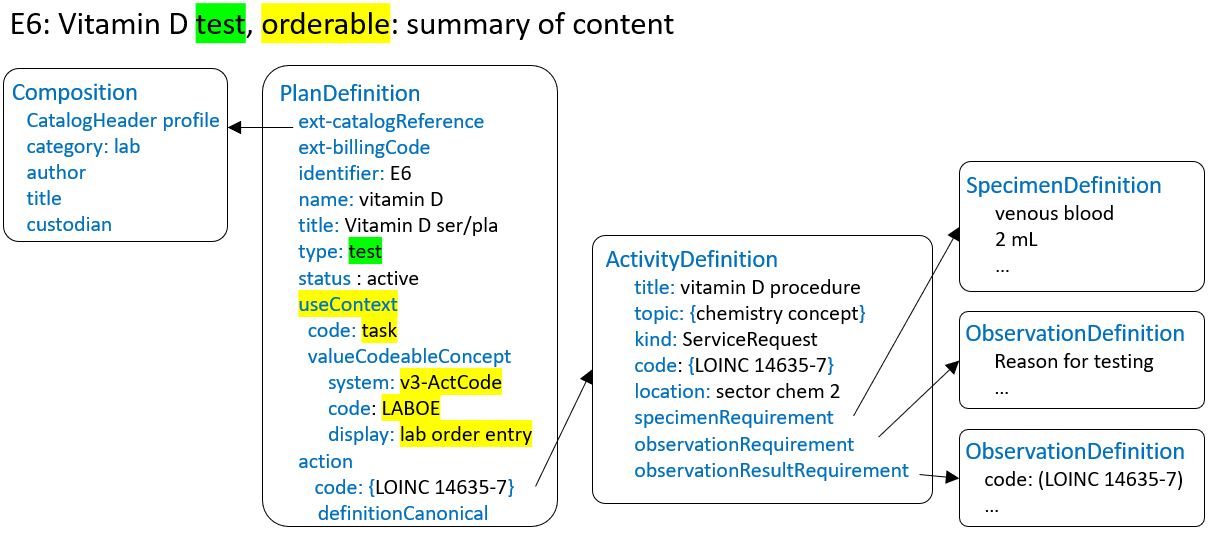 E6: Vitamin D test, orderable: summary of content
Composition
CatalogHeader profile
category: lab
author
title
custodian
PlanDefinition
ext-catalogReference
ext-billingCode
identifier: E6
name: vitamin D
title: Vitamin D ser/pla
type: test
status : active
useContext
code: task
valueCodeableConcept
system: v3-ActCode
code: LABOE
display: lab order entry
action
code: {LOINC 14635-7}
definitionCanonical
ActivityDefinition
title: vitamin D procedure
topic: {chemistry concept}
kind: ServiceRequest
code: {LOINC 14635-7}
location: sector chem 2
specimenRequirement
observationRequirement
observationResultRequirement
SpecimenDefinition
venous blood
2 mL
...
ObservationDefinition
Reason for testing
...
ObservationDefinition
code: (LOINC 14635-7)
...